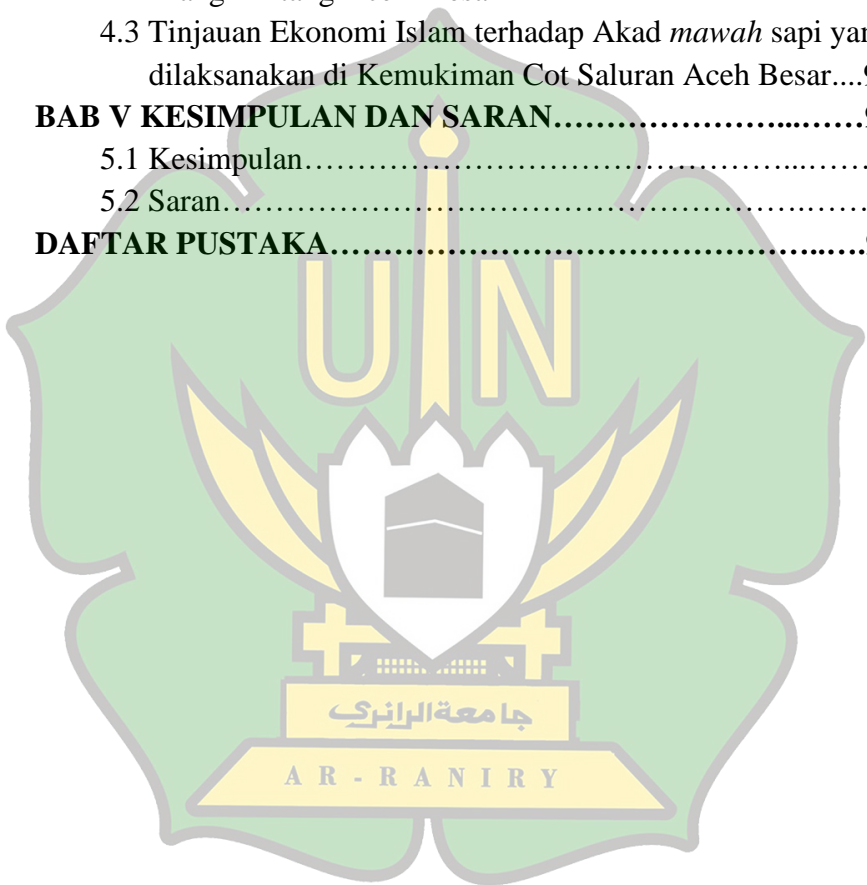 4.3 Tinjauan Ekonomi Islam terhadap Akad mawah sapi
dilaksanakan di Kemukiman Cot Saluran Aceh Besar....
BAB V KESIMPULAN DAN SARAN
5.1 Kesimpulan
5.2 Saran
DAFTAR PUSTAKA
UIN
جامعة الرانري
AR-RANIRY